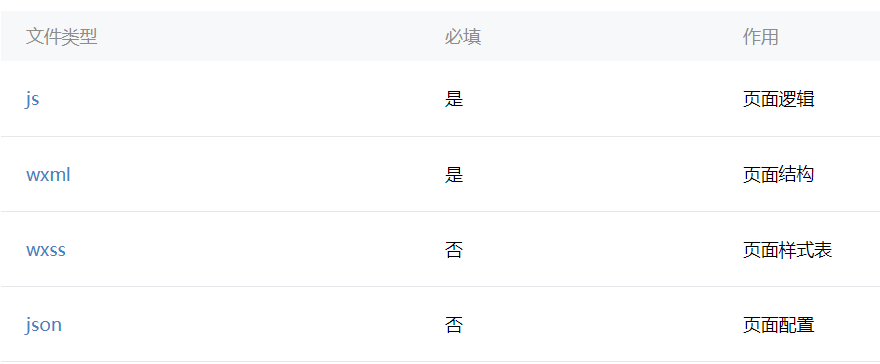 文件类型 必填 作用
js 是 页面逻辑
wxml 是 页面结构
wxss 否 页面样式表
json 否 页面配置